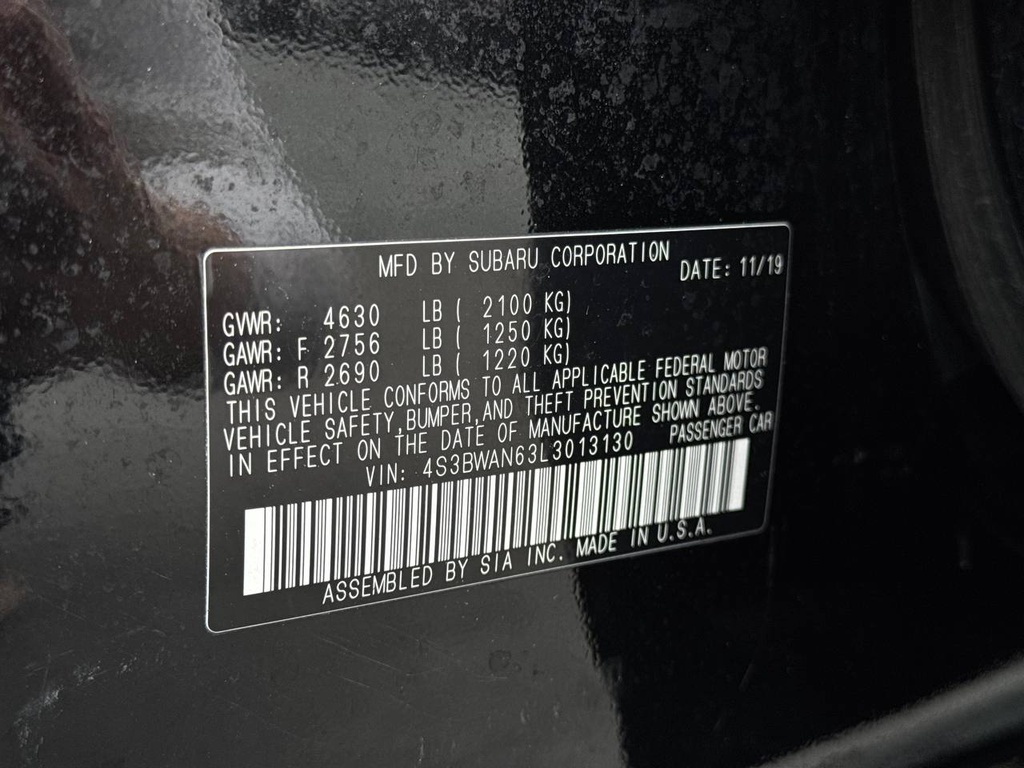 MFD BY SUBARU CORPORATION DATE: 11/19
GVWR: 4630 LB ( 2100 KG)
GAWR: F 2756 LB ( 1250 KG)
GAWR: R 2690 LB ( 1220 KG)
THIS VEHICLE CONFORMS TO ALL APPLICABLE FEDERAL MOTOR
VEHICLE SAFETY,BUMPER,AND THEFT PREVENTION STANDARDS
IN EFFECT ON THE DATE OF MANUFACTURE SHOWN ABOVE.
VIN: 4S3BWAN63L3013130 PASSENGER CAR
ASSEMBLED BY SIA INC. MADE IN U.S.A.